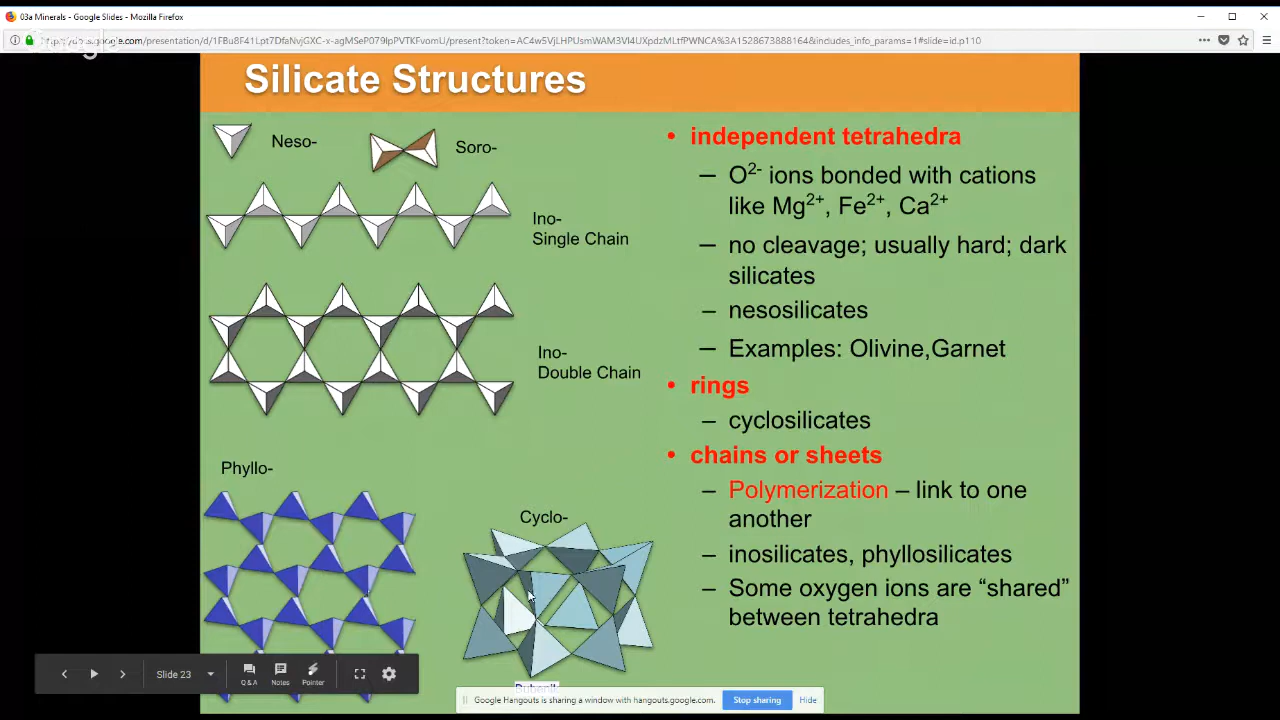 03a Minerals - Google Slides - Mozilla Firefox
Silicate Structures
Neso-
Soro-
Ino-
Single Chain
Ino-
Double Chain
Phyllo-
Cyclo-
• independent tetrahedra
– O2- ions bonded with cations
like Mg2+, Fe2+, Ca2+
– no cleavage; usually hard; dark
silicates
– nesosilicates
– Examples: Olivine,Garnet
• rings
– cyclosilicates
• chains or sheets
– Polymerization – link to one
another
– inosilicates, phyllosilicates
– Some oxygen ions are “shared”
between tetrahedra
Slide 23
Q & A
Notes
Pointer
Google Hangouts is sharing a window with hangouts.google.com.
Stop sharing
Hide